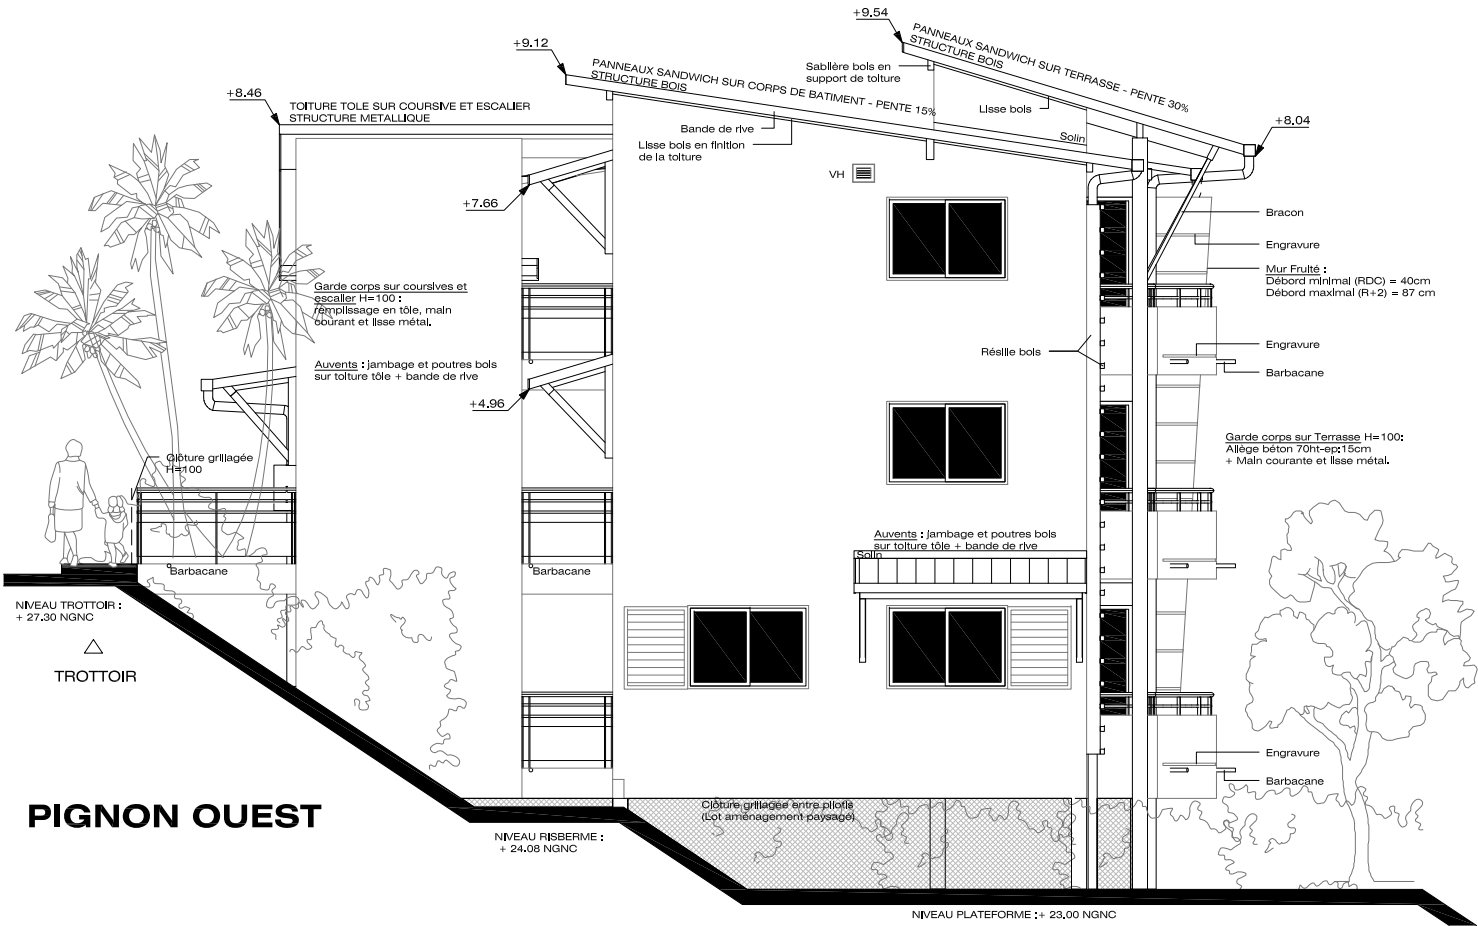 +9.54
PANNEAUX SANDWICH SUR TERRASSE - PENTE 30%
STRUCTURE BOIS
+9.12
PANNEAUX SANDWICH SUR CORPS DE BATIMENT - PENTE 15%
STRUCTURE BOIS
Sablière bois en
support de toiture
Lisse bois
+8.46
TOITURE TOLE SUR COURSIVE ET ESCALIER
STRUCTURE METALLIQUE
Bande de rive
Lisse bois en finition
de la toiture
Solin
+8.04
VH
+7.66
Bracon
Engravure
Mur Fruité :
Débord minimal (RDC) = 40cm
Débord maximal (R+2) = 87 cm
Garde corps sur coursives et
escalier H=100 :
remplissage en tôle, main
courant et lisse métal.
Engravure
Résille bois
Barbacane
Auvents : jambage et poutres bois
sur toiture tôle + bande de rive
+4.96
Garde corps sur Terrasse H=100:
Allège béton 70ht-ep:15cm
+ Main courante et lisse métal.
Clôture grillagée
H=100
Auvents : jambage et poutres bois
sur toiture tôle + bande de rive
Solin
Barbacane
Barbacane
NIVEAU TROTTOIR :
+ 27.30 NGNC
TROTTOIR
Engravure
Barbacane
PIGNON OUEST
Clôture grillagée entre pilotis
(Lot aménagement paysagé)
NIVEAU RISBERME :
+ 24.08 NGNC
NIVEAU PLATEFORME :+ 23.00 NGNC